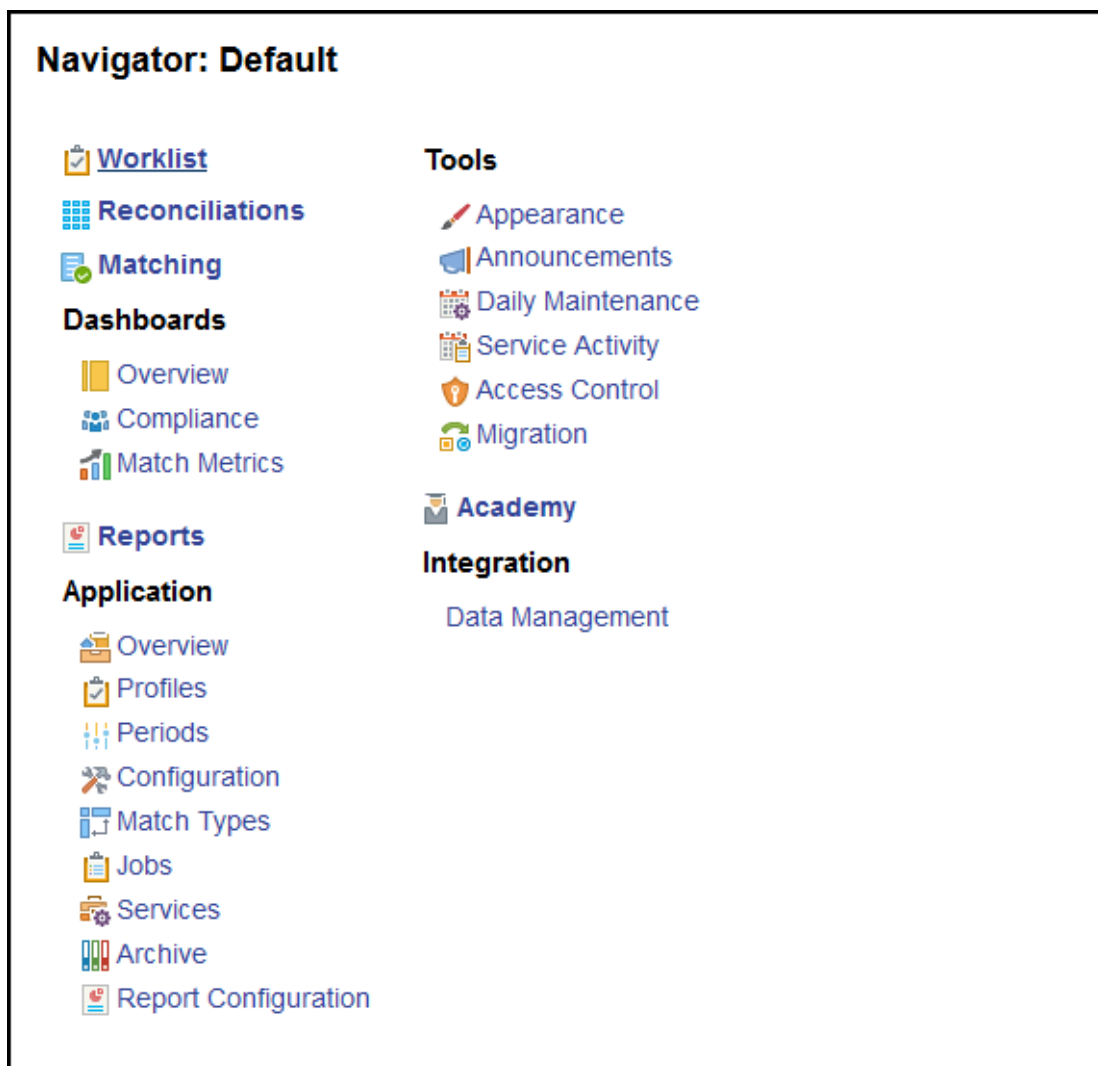 Navigator: Default
Worklist
Reconciliations
Matching
Dashboards
Overview
Compliance
Match Metrics
Reports
Application
Overview
Profiles
Periods
Configuration
Match Types
Jobs
Services
Archive
Report Configuration
Tools
Appearance
Announcements
Daily Maintenance
Service Activity
Access Control
Migration
Academy
Integration
Data Management